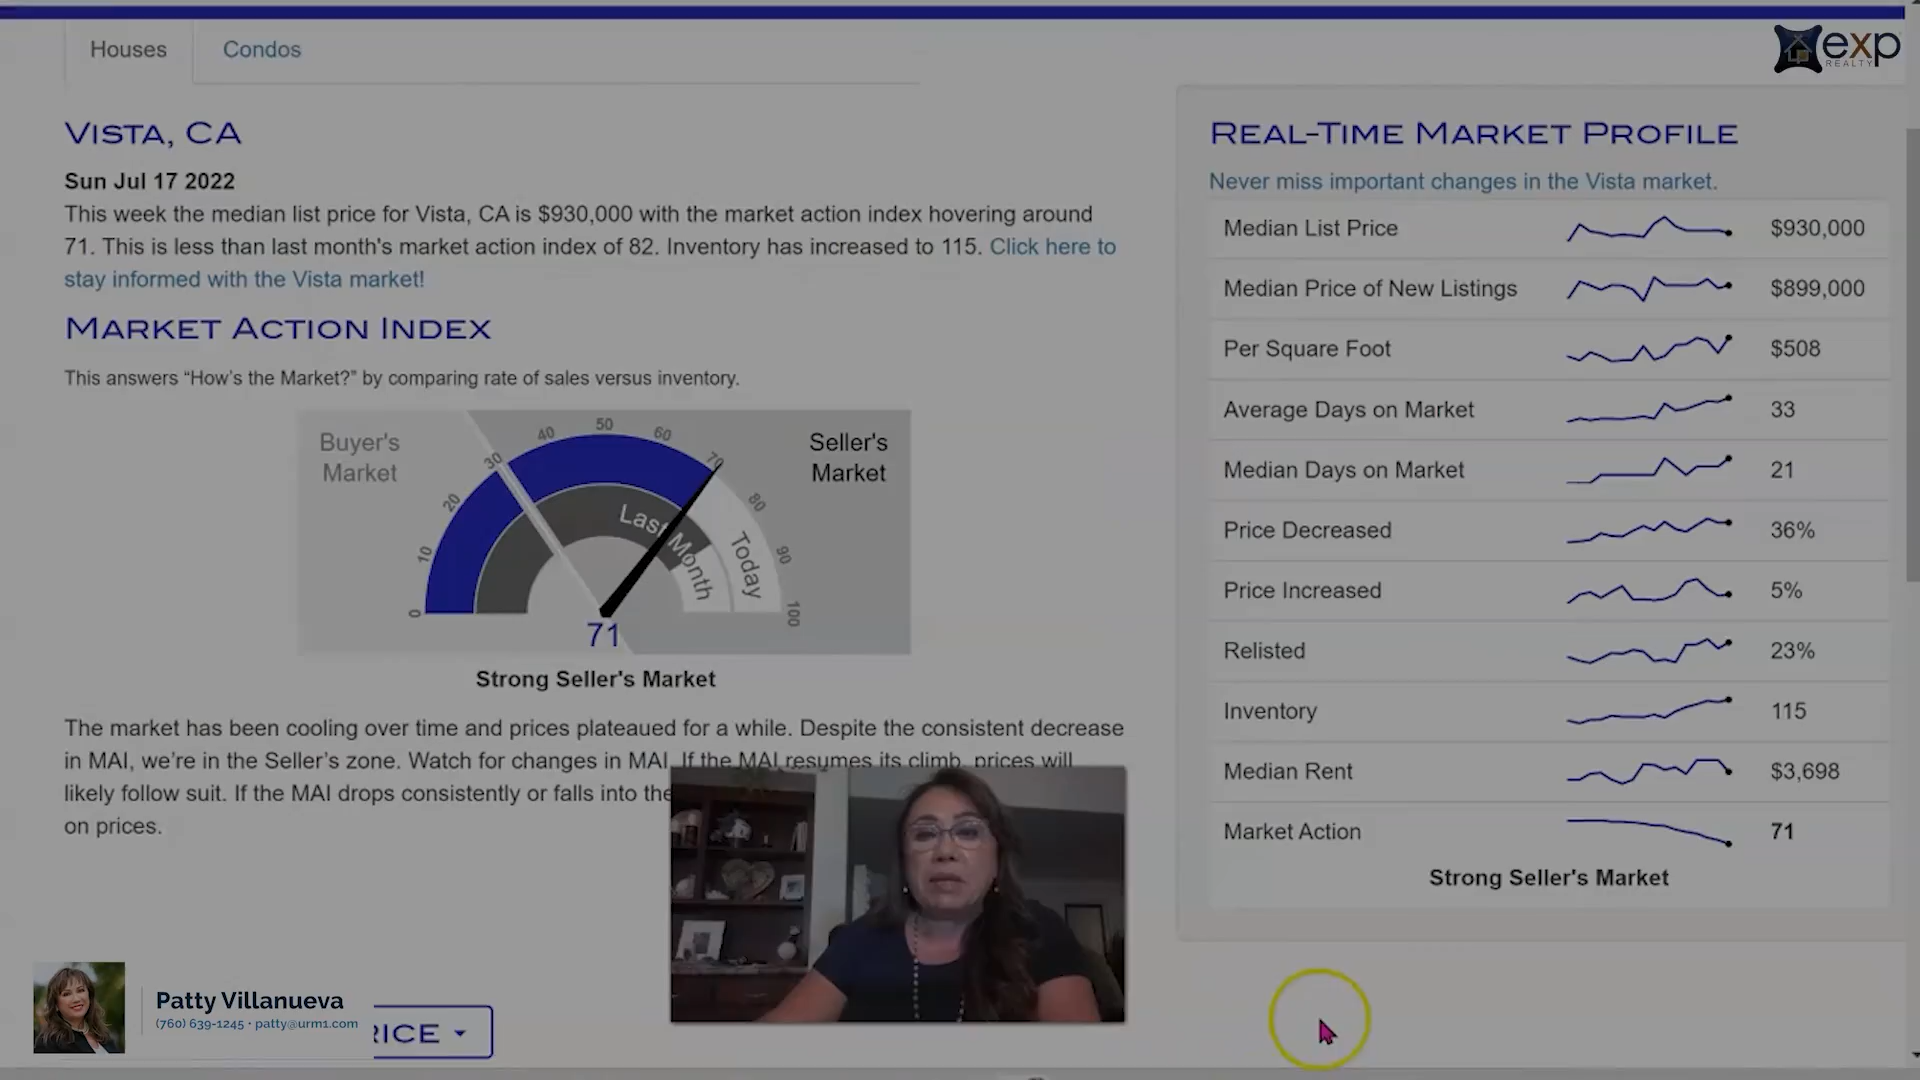 Houses
Condos
exp
REALTY
VISTA, CA
Sun Jul 17 2022
This week the median list price for Vista, CA is $930,000 with the market action index hovering around
71. This is less than last month's market action index of 82. Inventory has increased to 115. Click here to
stay informed with the Vista market!
MARKET ACTION INDEX
This answers “How's the Market?” by comparing rate of sales versus inventory.
Buyer's
Market
Seller's
Market
0
10
20
30
40
50
60
70
80
90
100
Last Month
Today
71
Strong Seller's Market
The market has been cooling over time and prices plateaued for a while. Despite the consistent decrease
in MAI, we’re in the Seller’s zone. Watch for changes in MAI. If the MAI resumes its climb, prices will
likely follow suit. If the MAI drops consistently or falls into the
on prices.
REAL-TIME MARKET PROFILE
Never miss important changes in the Vista market.
Median List Price $930,000
Median Price of New Listings $899,000
Per Square Foot $508
Average Days on Market 33
Median Days on Market 21
Price Decreased 36%
Price Increased 5%
Relisted 23%
Inventory 115
Median Rent $3,698
Market Action 71
Strong Seller's Market
Patty Villanueva
(760) 639-1245 • patty@urm1.com
RICE